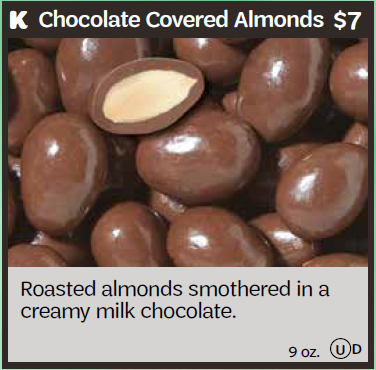 K Chocolate Covered Almonds $7
Roasted almonds smothered in a
creamy milk chocolate.
9 oz. ⓊD